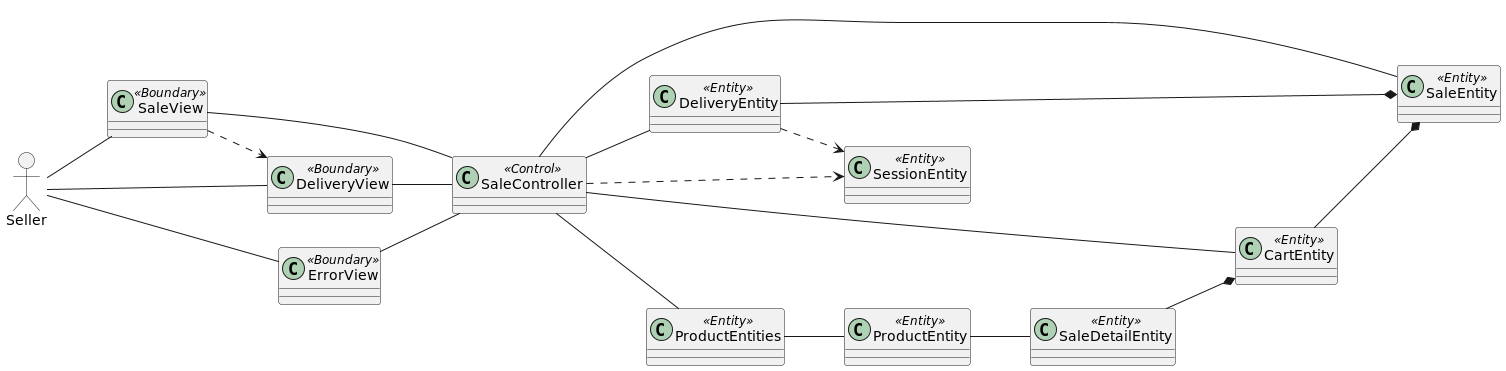 Seller
C «Boundary»
SaleView
C «Boundary»
DeliveryView
C «Boundary»
ErrorView
C «Control»
SaleController
C «Entity»
DeliveryEntity
C «Entity»
SessionEntity
C «Entity»
ProductEntities
C «Entity»
ProductEntity
C «Entity»
SaleDetailEntity
C «Entity»
CartEntity
C «Entity»
SaleEntity